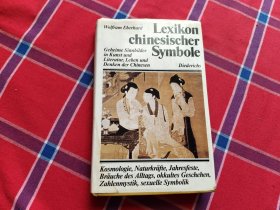 Wolfram Eberhard
Lexikon
chinesischer
Symbole
Geheime Sinnbilder
in Kunst und
Literatur, Leben und
Denken der Chinesen
Diederichs
Kosmologie, Naturkräfte, Jahresfeste,
Bräuche des Alltags, okkultes Geschehen,
Zahlenmystik, sexuelle Symbolik